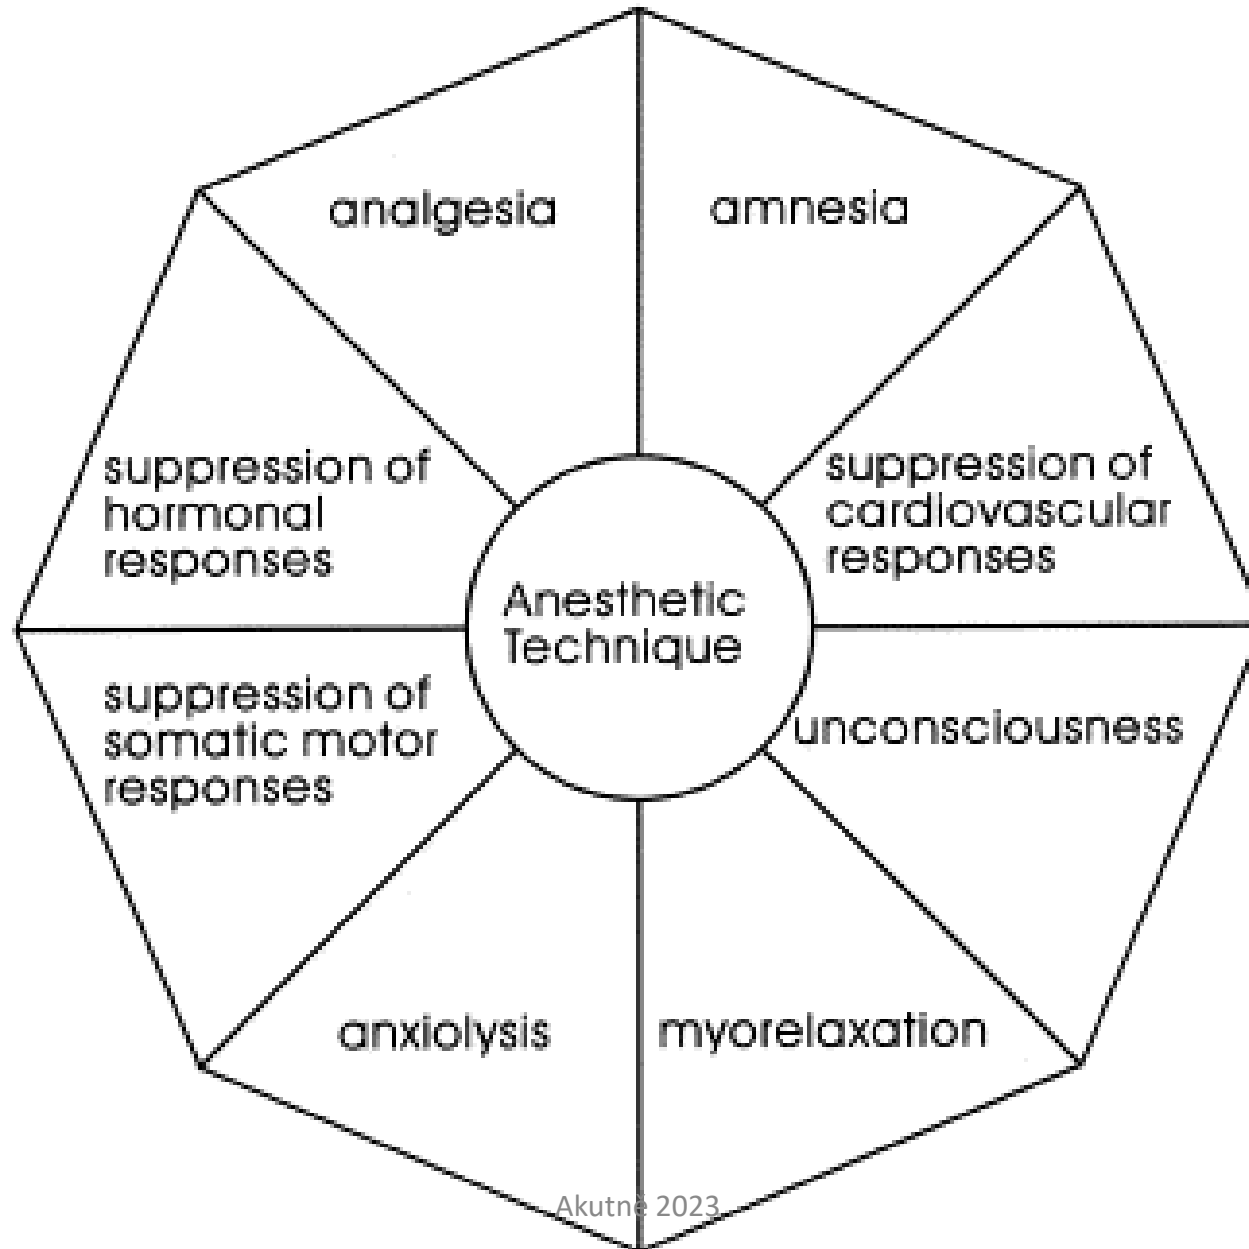 analgesia
amnesia
suppression of
hormonal
responses
suppression of
cardiovascular
responses
Anesthetic
Technique
suppression of
somatic motor
responses
unconsciousness
anxiolysis
myorelaxation
Akutně 2023